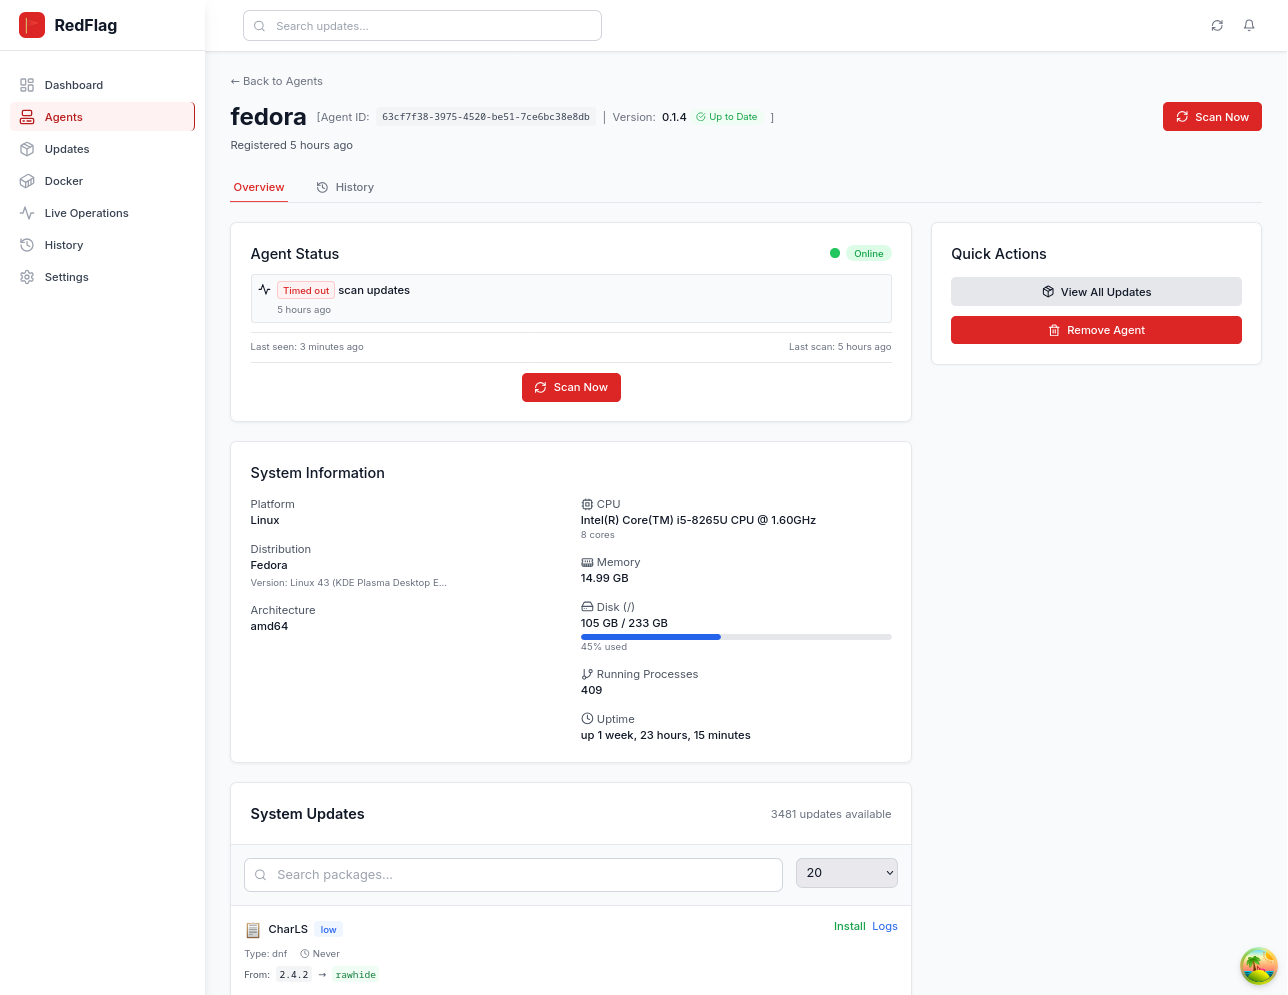 RedFlag
Search updates...
Dashboard
Agents
Updates
Docker
Live Operations
History
Settings
← Back to Agents
fedora [Agent ID: 63cf7f38-3975-4520-be51-7ce6bc38e8db | Version: 0.1.4 Up to Date ]
Scan Now
Registered 5 hours ago
Overview History
Agent Status
Online
Timed out scan updates
5 hours ago
Last seen: 3 minutes ago Last scan: 5 hours ago
Scan Now
Quick Actions
View All Updates
Remove Agent
System Information
Platform
Linux
Distribution
Fedora
Version: Linux 43 (KDE Plasma Desktop E...
Architecture
amd64
CPU
Intel(R) Core(TM) i5-8265U CPU @ 1.60GHz
8 cores
Memory
14.99 GB
Disk (/)
105 GB / 233 GB
45% used
Running Processes
409
Uptime
up 1 week, 23 hours, 15 minutes
System Updates
3481 updates available
Search packages...
20
CharLS low
Install Logs
Type: dnf Never
From: 2.4.2 → rawhide